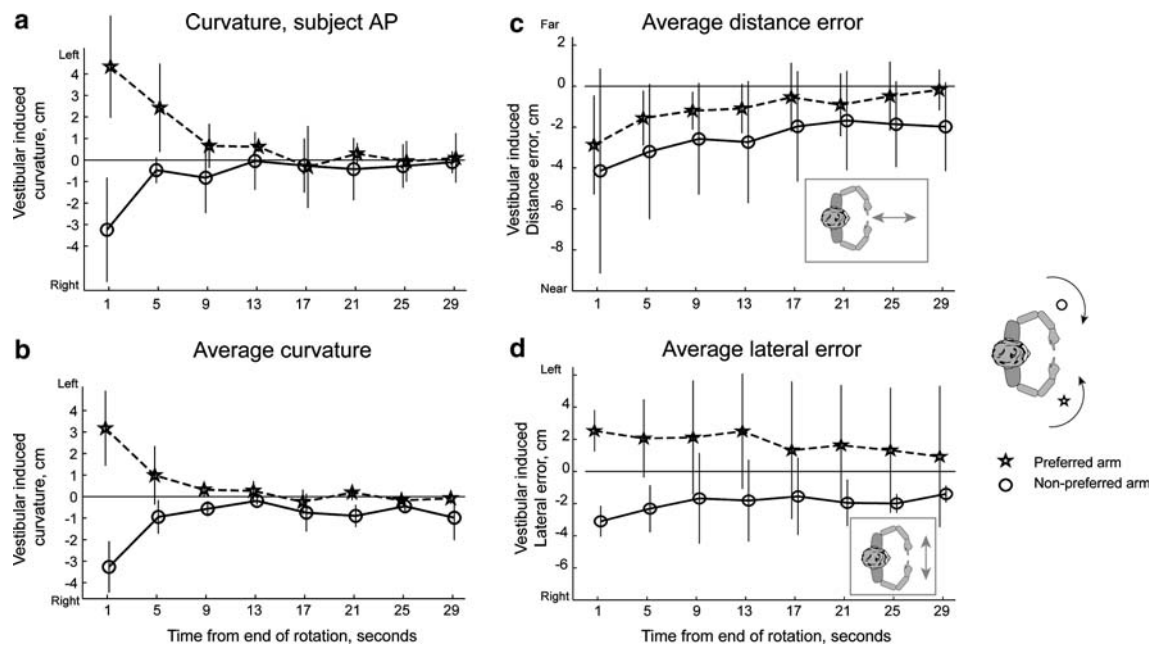 a
Curvature, subject AP
Left
4
3
2
1
0
-1
-2
-3
-4
Right
Vestibular induced
curvature, cm
1 5 9 13 17 21 25 29
b
Average curvature
Left
4
3
2
1
0
-1
-2
-3
-4
Right
Vestibular induced
curvature, cm
1 5 9 13 17 21 25 29
Time from end of rotation, seconds
c
Average distance error
Far
2
0
-2
-4
-6
-8
Near
Vestibular induced
Distance error, cm
1 5 9 13 17 21 25 29
d
Average lateral error
Left
6
4
2
0
-2
-4
-6
Right
Vestibular induced
Lateral error, cm
1 5 9 13 17 21 25 29
Time from end of rotation, seconds
Preferred arm
Non-preferred arm